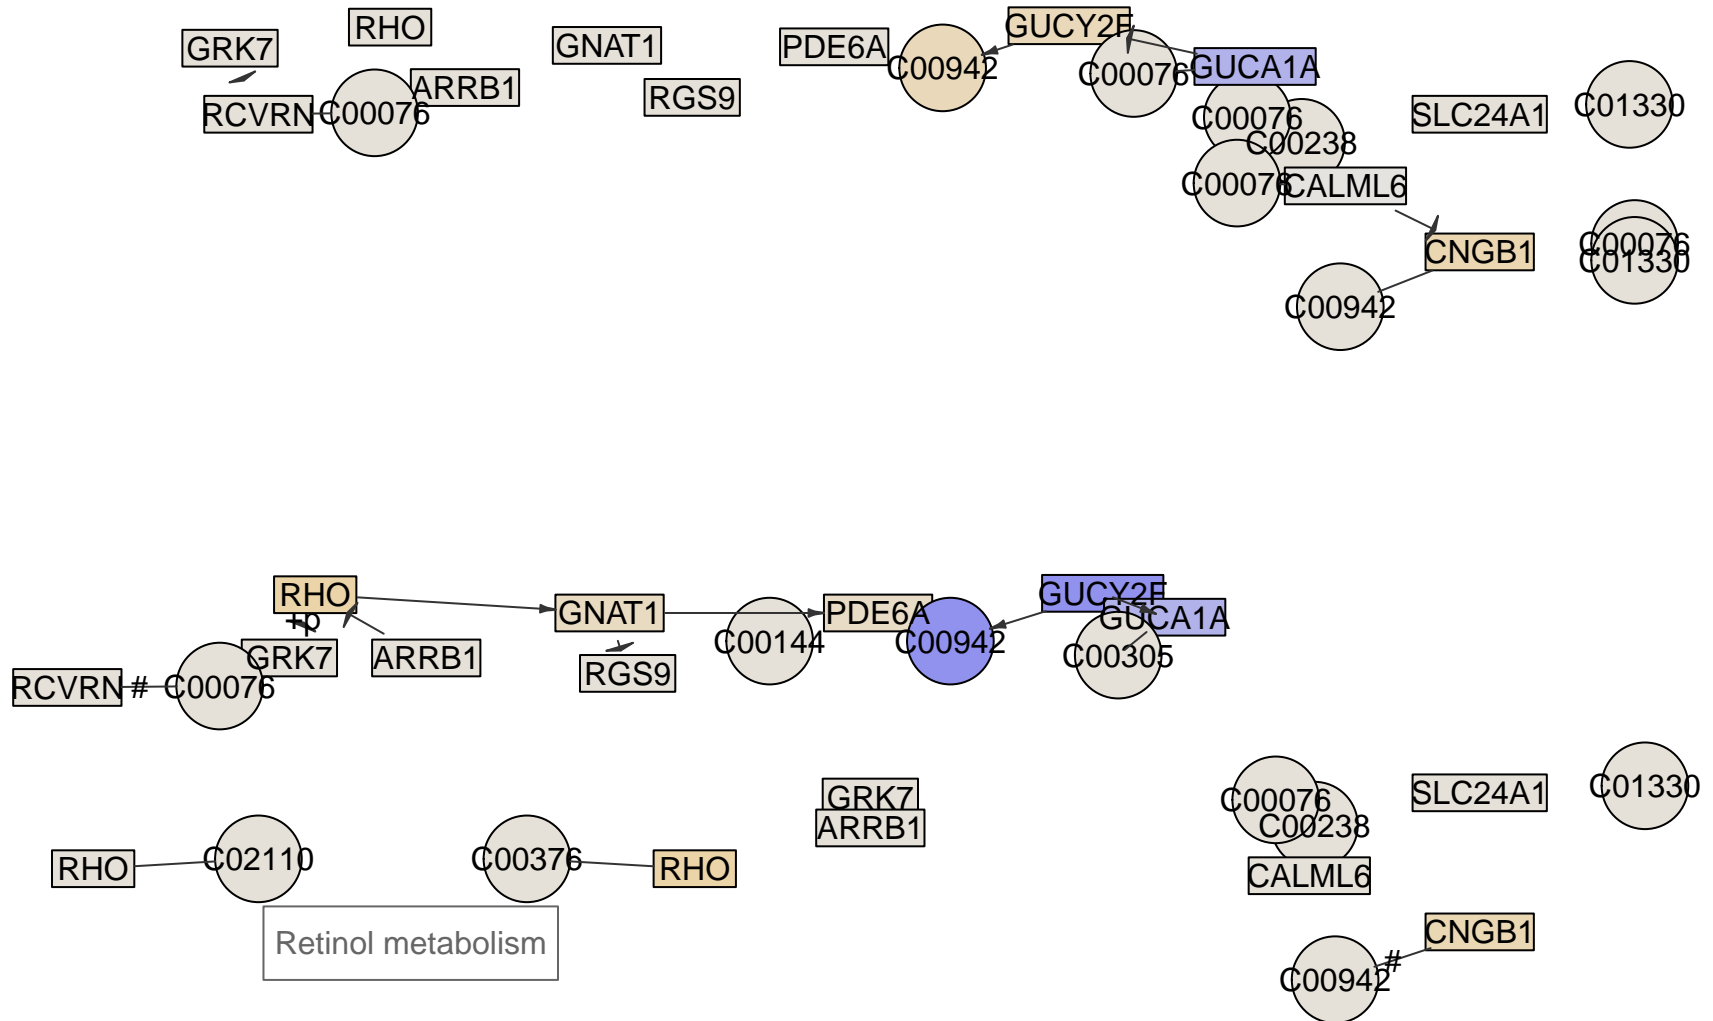 RHO
GRK7
GNAT1
PDE6A
GUCY2F
C00942
C00076
GUCA1A
ARRB1
RGS9
RCVRN
C00076
C00076
SLC24A1
C01330
C00238
C00076
CALML6
C00076
CNGB1
C01330
C00942
RHO
+p
GNAT1
PDE6A
GUCY2F
GUCA1A
C00144
C00942
C00305
GRK7
ARRB1
RGS9
RCVRN
#
C00076
GRK7
ARRB1
C00076
C00238
SLC24A1
C01330
RHO
C02110
C00376
RHO
CALML6
Retinol metabolism
CNGB1
#
C00942